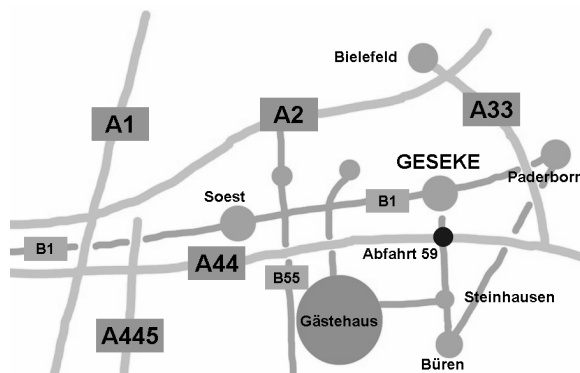 Bielefeld
A1
A2
A33
GESEKE
Paderborn
Soest
B1
B1
Abfahrt 59
A44
B55
Steinhausen
Gästehaus
A445
Büren